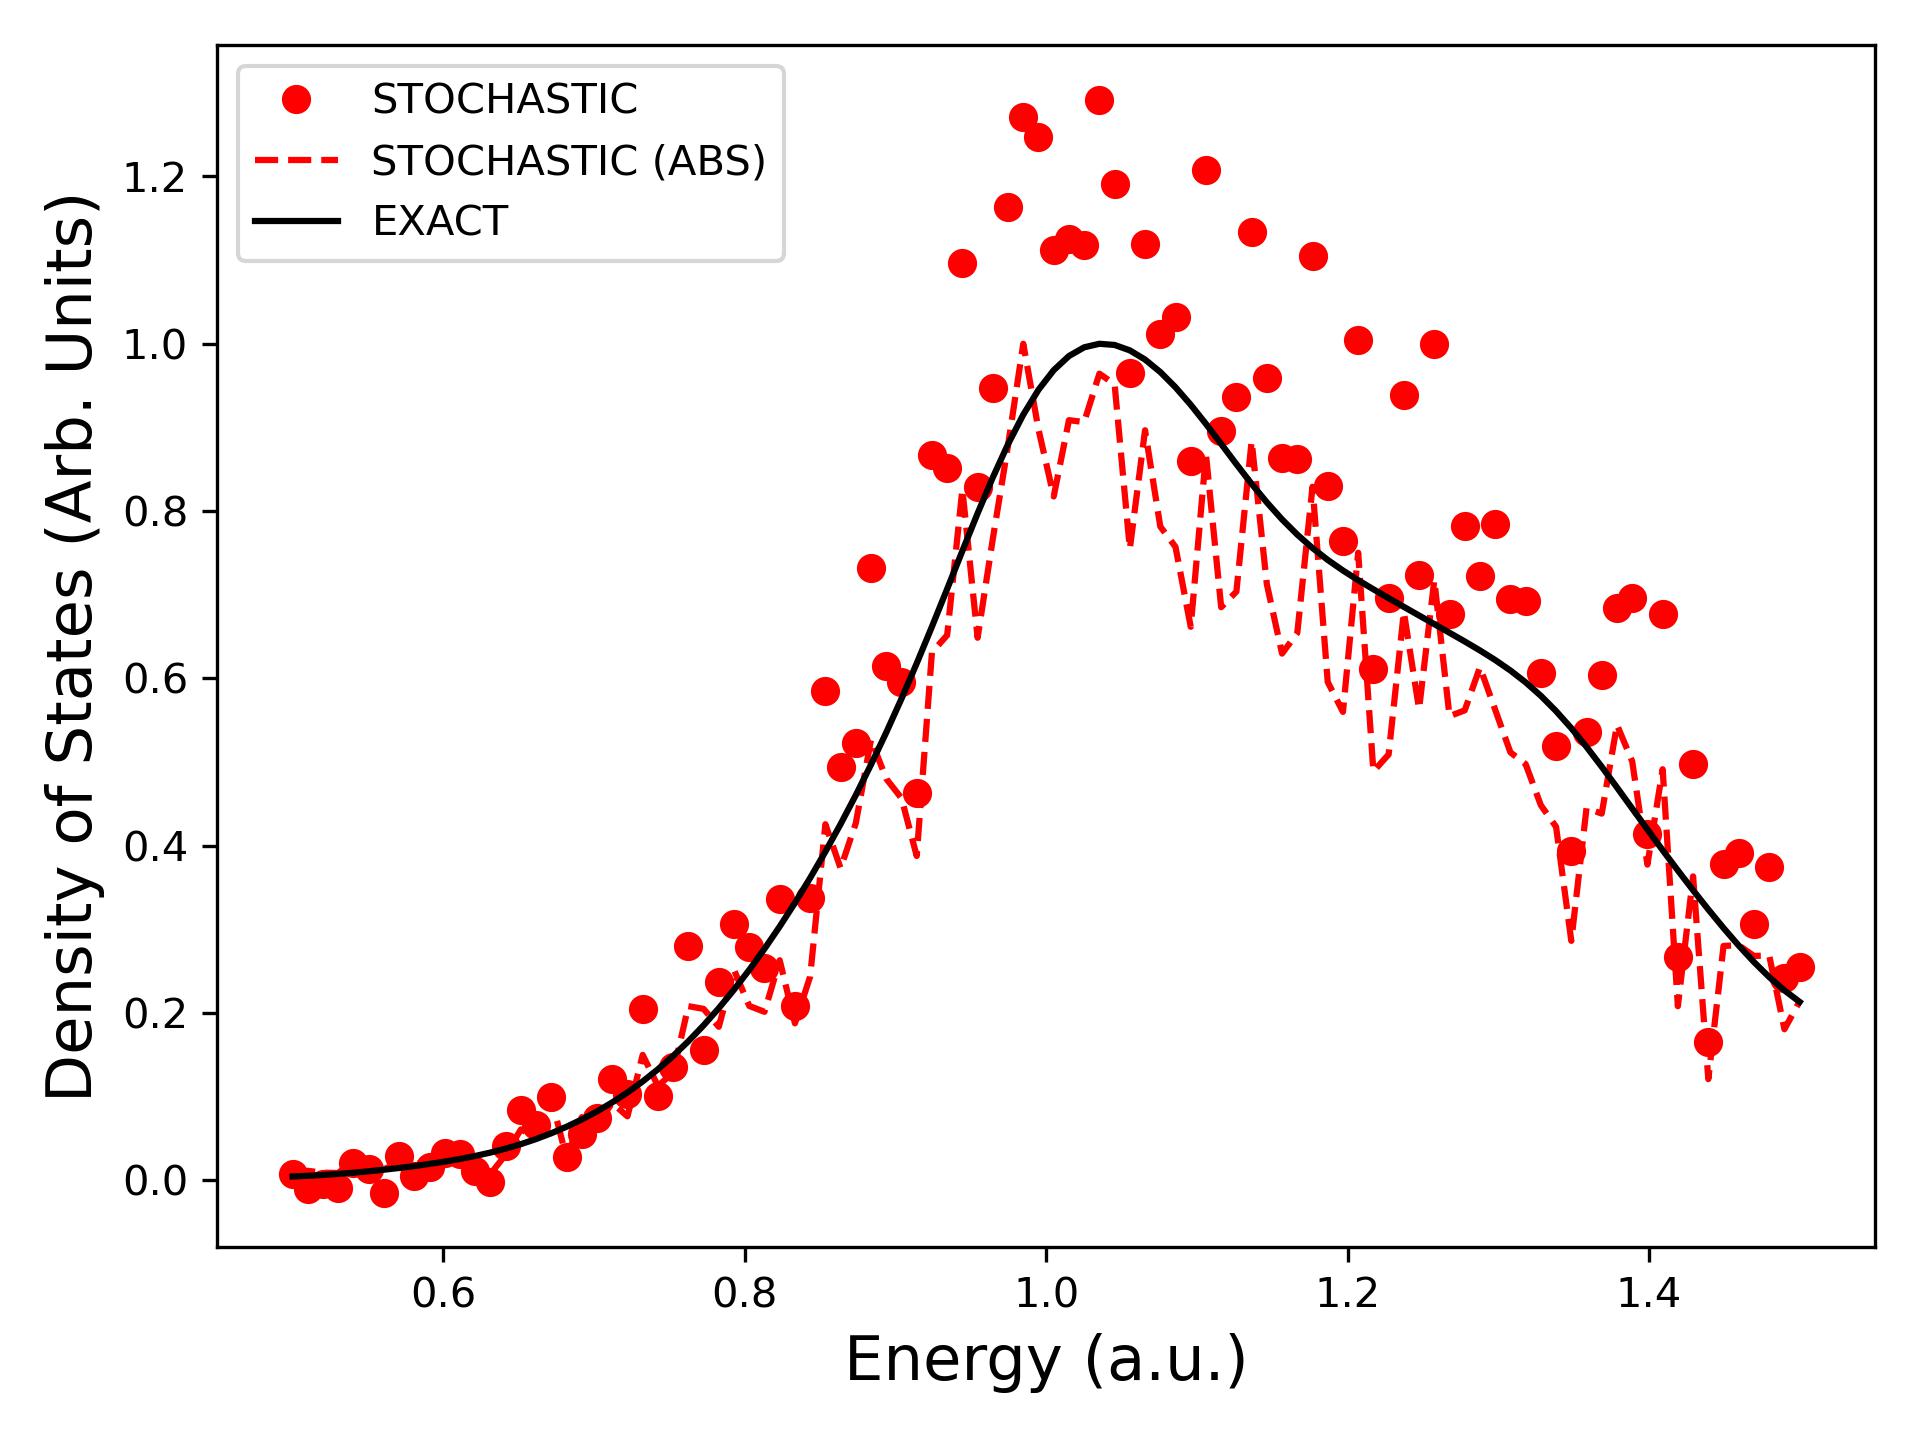 STOCHASTIC
STOCHASTIC (ABS)
EXACT
Density of States (Arb. Units)
1.2
1.0
0.8
0.6
0.4
0.2
0.0
0.6 0.8 1.0 1.2 1.4
Energy (a.u.)